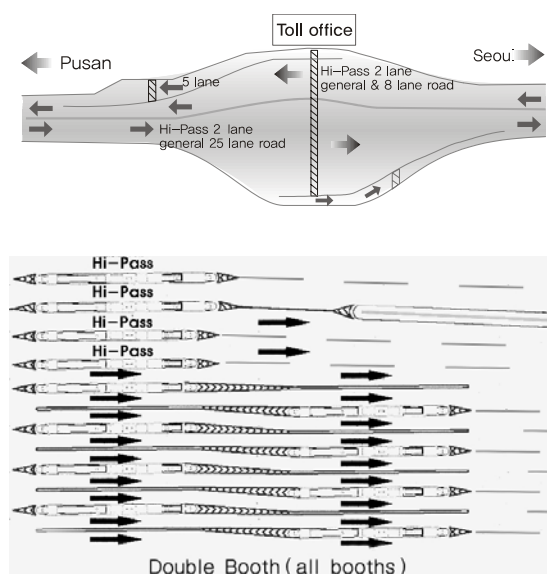 Toll office
Pusan
Seoul
5 lane
Hi-Pass 2 lane
general & 8 lane road
Hi-Pass 2 lane
general 25 lane road
Hi-Pass
Hi-Pass
Hi-Pass
Hi-Pass
Double Booth (all booths)